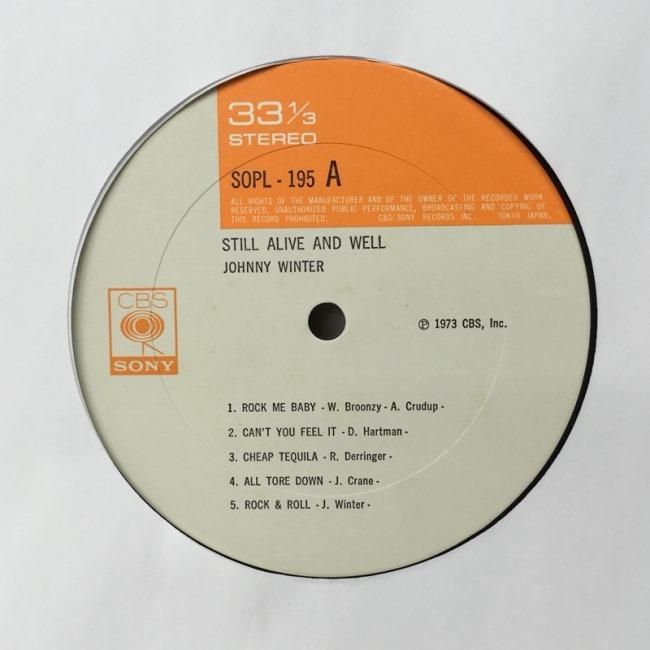 33 1/3
STEREO
SOPL - 195 A
ALL RIGHTS OF THE MANUFACTURER AND OF THE OWNER OF THE RECORDED WORK
RESERVED. UNAUTHORIZED PUBLIC PERFORMANCE, BROADCASTING AND COPYING OF
THIS RECORD PROHIBITED. CBS/SONY RECORDS INC. TOKYO JAPAN.
STILL ALIVE AND WELL
JOHNNY WINTER
CBS
SONY
℗ 1973 CBS, Inc.
1. ROCK ME BABY - W. Broonzy - A. Crudup -
2. CAN'T YOU FEEL IT - D. Hartman -
3. CHEAP TEQUILA - R. Derringer -
4. ALL TORE DOWN - J. Crane -
5. ROCK & ROLL - J. Winter -